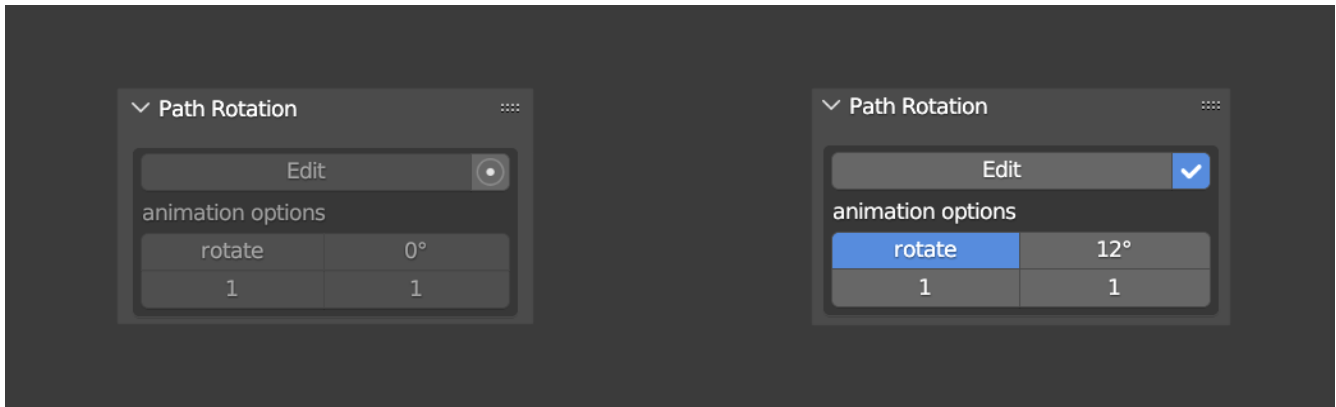 Path Rotation
Edit
animation options
rotate 0°
1 1
Path Rotation
Edit
animation options
rotate 12°
1 1